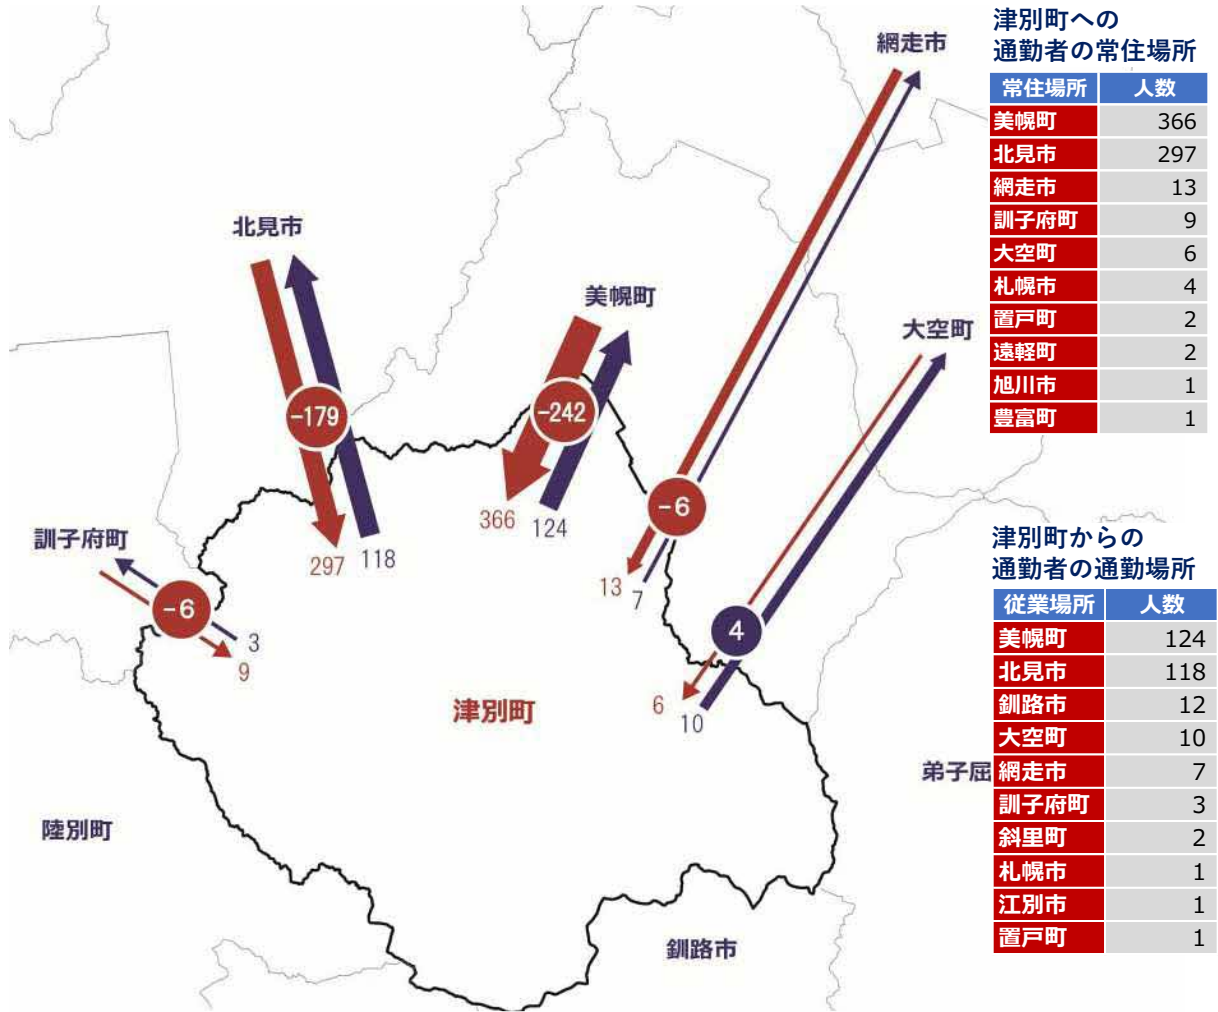 網走市
北見市
美幌町
大空町
-179
-242
366
124
-6
297
118
訓子府町
13
7
-6
3
9
4
6
10
津別町
弟子屈
陸別町
釧路市
津別町への
通勤者の常住場所
常住場所 人数
美幌町 366
北見市 297
網走市 13
訓子府町 9
大空町 6
札幌市 4
置戸町 2
遠軽町 2
旭川市 1
豊富町 1
津別町からの
通勤者の通勤場所
従業場所 人数
美幌町 124
北見市 118
釧路市 12
大空町 10
網走市 7
訓子府町 3
斜里町 2
札幌市 1
江別市 1
置戸町 1